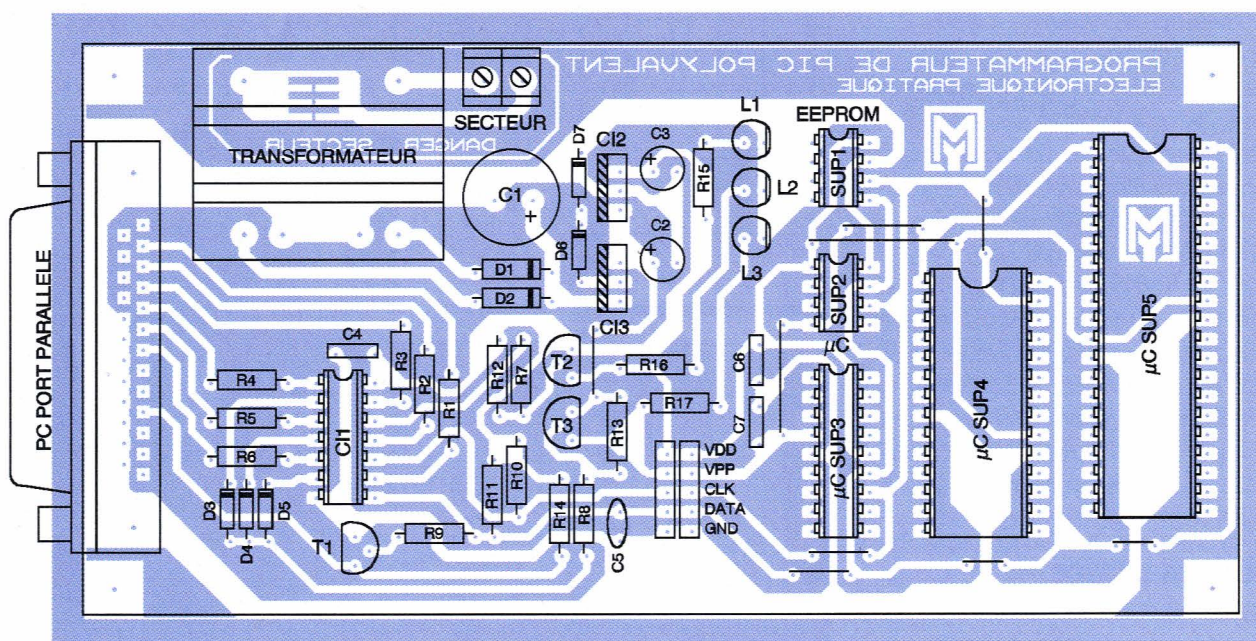 PROGRAMMATEUR DE PIC POLYVALENT
ELECTRONIQUE PRATIQUE
SECTEUR
DANGER SECTEUR
TRANSFORMATEUR
PC PORT PARALLELE
C1
D7
CI2
C3
R15
L1
L2
L3
EEPROM
SUP1
D6
C2
D1
D2
CI3
SUP2
µC
C4
R3
R2
R1
R12
R7
T2
T3
R16
R17
R13
C6
C7
R4
R5
R6
CI1
D3
D4
D5
T1
R9
R11
R10
R14
R8
C5
VDD
VPP
CLK
DATA
GND
µC SUP3
µC SUP4
µC SUP5
M
M